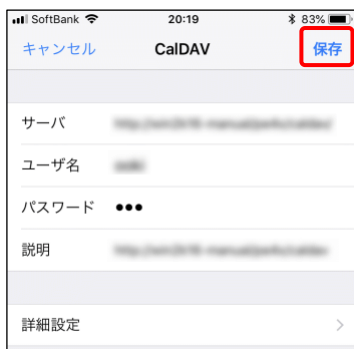 SoftBank 20:19 83%
キャンセル CalDAV 保存
サーバ
ユーザ名
パスワード ●●●
説明
詳細設定